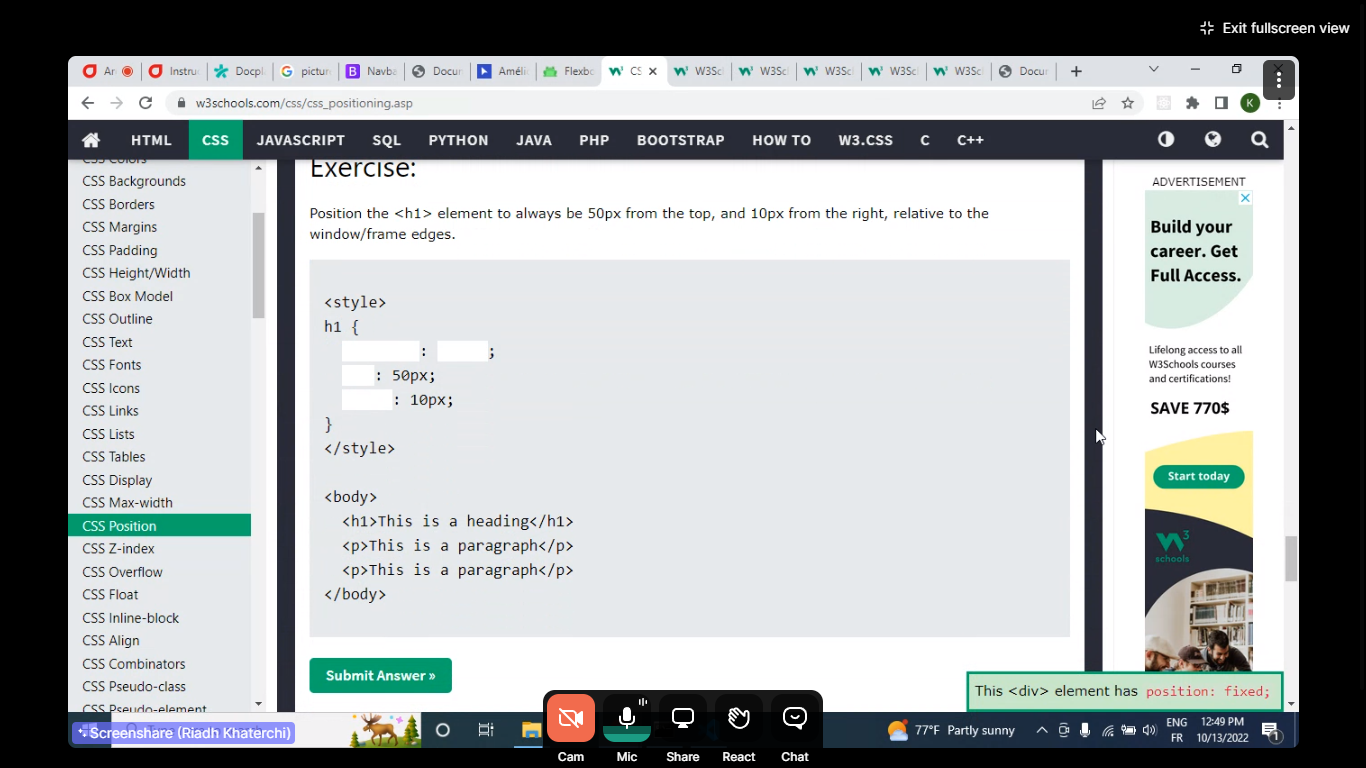 Exit fullscreen view
Ar
Instru
Docpl
pictur
Navba
Docur
Améli
Flexbo
CS
W3Sc
W3Sc
W3Sc
W3Sc
W3Sc
Docur
w3schools.com/css/css_positioning.asp
K
HTML
CSS
JAVASCRIPT
SQL
PYTHON
JAVA
PHP
BOOTSTRAP
HOW TO
W3.CSS
C
C++
CSS Colors
CSS Backgrounds
CSS Borders
CSS Margins
CSS Padding
CSS Height/Width
CSS Box Model
CSS Outline
CSS Text
CSS Fonts
CSS Icons
CSS Links
CSS Lists
CSS Tables
CSS Display
CSS Max-width
CSS Position
CSS Z-index
CSS Overflow
CSS Float
CSS Inline-block
CSS Align
CSS Combinators
CSS Pseudo-class
CSS Pseudo-element
Exercise:
Position the <h1> element to always be 50px from the top, and 10px from the right, relative to the
window/frame edges.
<style>
h1 {
: ;
: 50px;
: 10px;
}
</style>
<body>
<h1>This is a heading</h1>
<p>This is a paragraph</p>
<p>This is a paragraph</p>
</body>
Submit Answer »
ADVERTISEMENT
Build your
career. Get
Full Access.
Lifelong access to all
W3Schools courses
and certifications!
SAVE 770$
Start today
W3
schools
This <div> element has position: fixed;
Screenshare (Riadh Khaterchi)
Cam
Mic
Share
React
Chat
77°F Partly sunny
ENG
FR
12:49 PM
10/13/2022
1